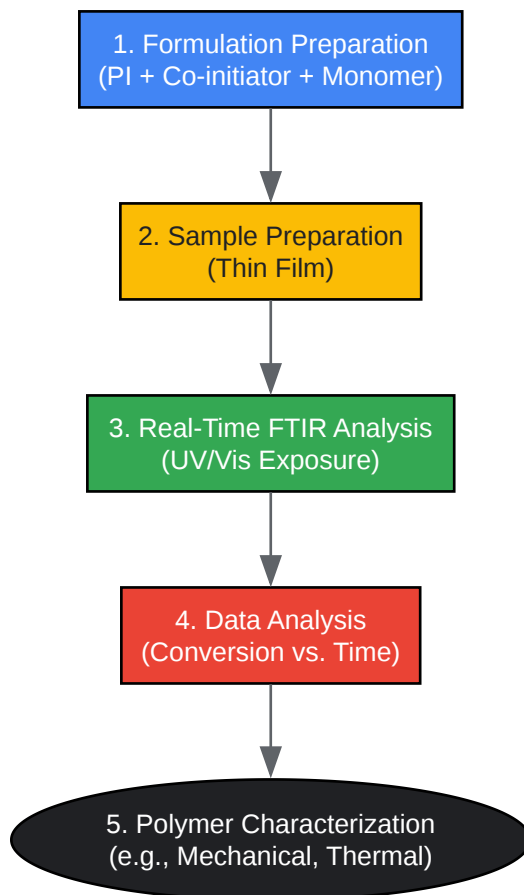 1. Formulation Preparation
(PI + Co-initiator + Monomer)
2. Sample Preparation
(Thin Film)
3. Real-Time FTIR Analysis
(UV/Vis Exposure)
4. Data Analysis
(Conversion vs. Time)
5. Polymer Characterization
(e.g., Mechanical, Thermal)